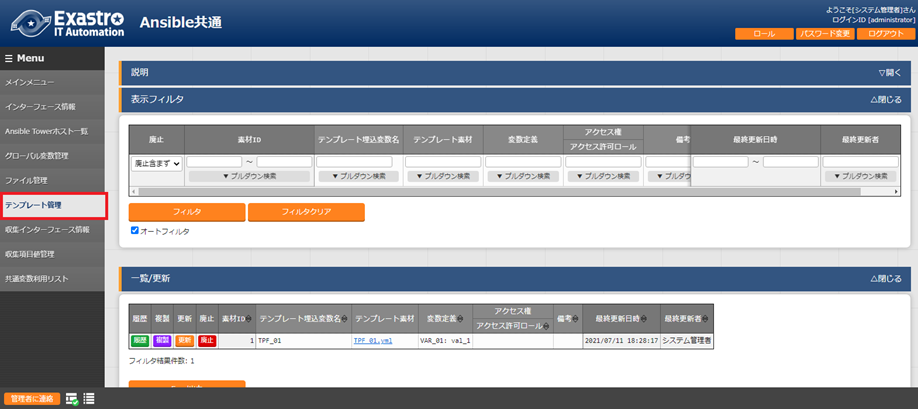 Exastro
IT Automation
Ansible共通
ようこそ[システム管理者]さん
ログインID [administrator]
ロール パスワード変更 ログアウト
Menu
メインメニュー
インターフェース情報
Ansible Towerホスト一覧
グローバル変数管理
ファイル管理
テンプレート管理
収集インターフェース情報
収集項目値管理
共通変数利用リスト
説明 ▽開く
表示フィルタ △閉じる
廃止 素材ID テンプレート埋込変数名 テンプレート素材 変数定義 アクセス権 備考 最終更新日時 最終更新者
アクセス許可ロール
廃止含まず ～ ～
▼ プルダウン検索 ▼ プルダウン検索 ▼ プルダウン検索 ▼ プルダウン検索 ▼ プルダウン検索 ▼ プルダ ▼ プルダウン検索
フィルタ フィルタクリア
オートフィルタ
一覧/更新 △閉じる
履歴 複製 更新 廃止 素材ID テンプレート埋込変数名 テンプレート素材 変数定義 アクセス権 備考 最終更新日時 最終更新者
アクセス許可ロール
履歴 複製 更新 廃止 1 TPF_01 TPF_01.yml VAR_01: val_1 2021/07/11 18:28:17 システム管理者
フィルタ結果件数: 1
管理者に連絡